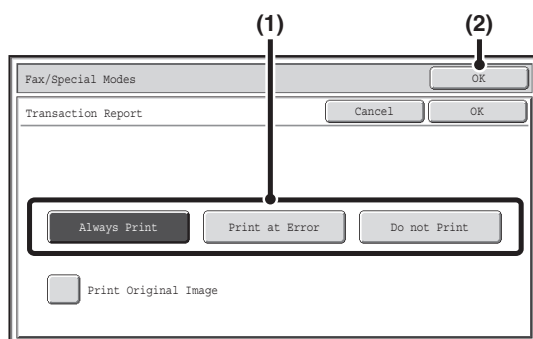 (1) (2)
Fax/Special Modes OK
Transaction Report Cancel OK
Always Print Print at Error Do not Print
Print Original Image